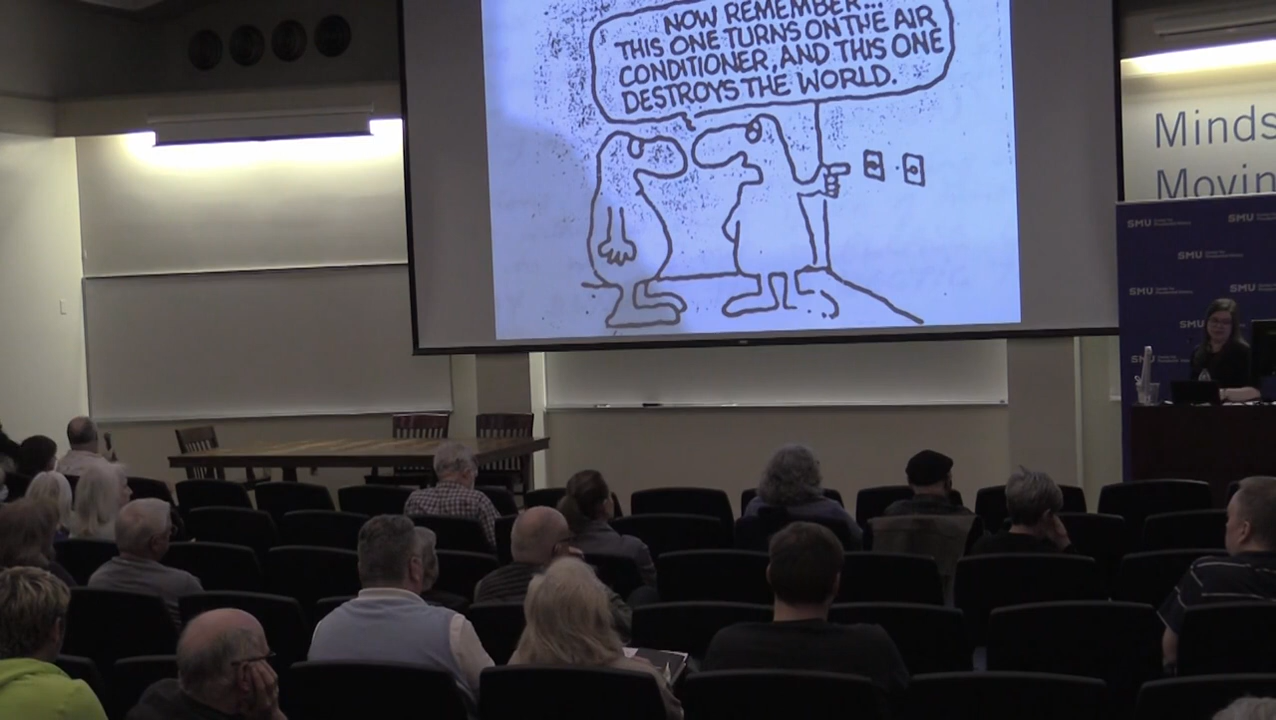 NOW REMEMBER...
THIS ONE TURNS ON THE AIR
CONDITIONER, AND THIS ONE
DESTROYS THE WORLD.
Minds
Movin
SMU
SMU
SMU
SMU
SMU
SMU
SMU